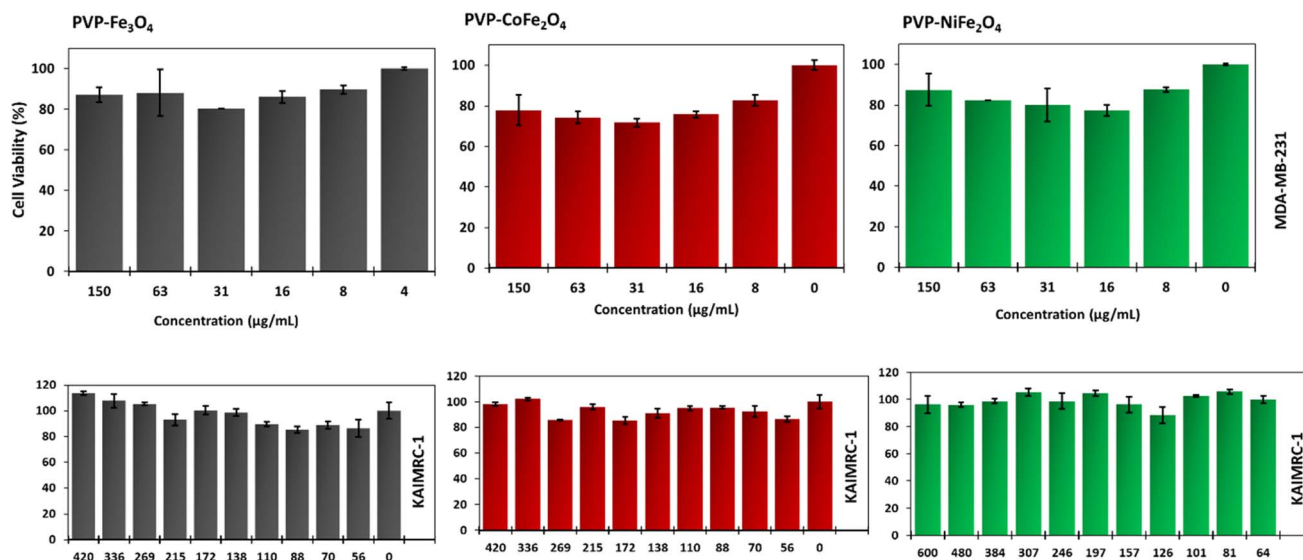 PVP-Fe₃O₄
PVP-CoFe₂O₄
PVP-NiFe₂O₄
Cell Viability (%)
100
80
60
40
20
0
150 63 31 16 8 4
Concentration (µg/mL)
100
80
60
40
20
0
150 63 31 16 8 0
Concentration (µg/mL)
100
80
60
40
20
0
150 63 31 16 8 0
Concentration (µg/mL)
MDA-MB-231
120
100
80
60
40
20
0
420 336 269 215 172 138 110 88 70 56 0
KAIMRC-1
120
100
80
60
40
20
0
420 336 269 215 172 138 110 88 70 56 0
KAIMRC-1
120
100
80
60
40
20
0
600 480 384 307 246 197 157 126 101 81 64
KAIMRC-1